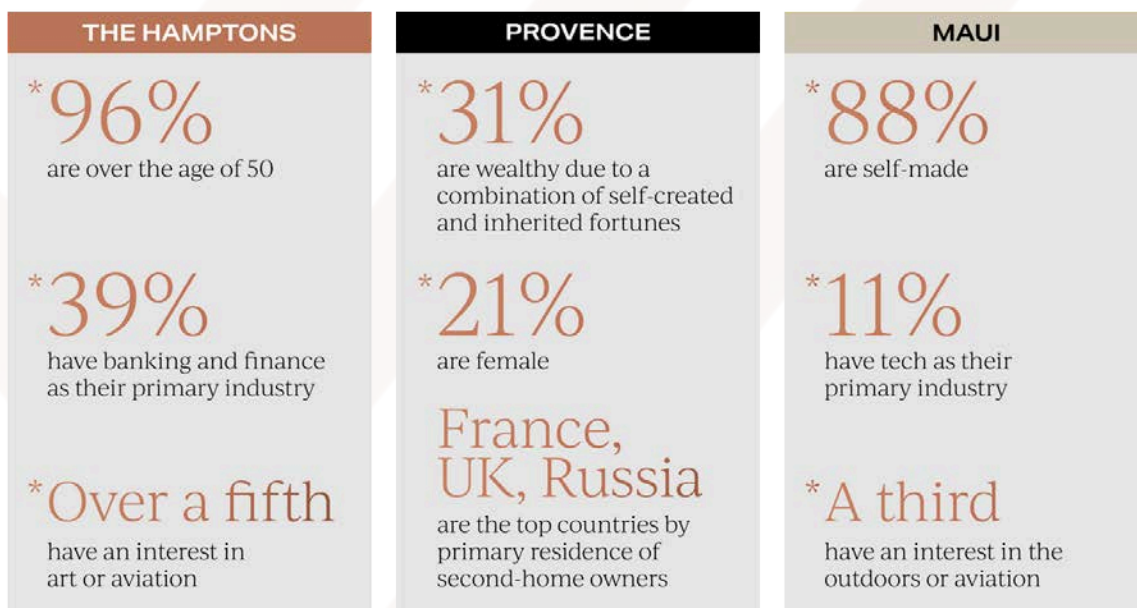 THE HAMPTONS
*96%
are over the age of 50
*39%
have banking and finance
as their primary industry
*Over a fifth
have an interest in
art or aviation
PROVENCE
*31%
are wealthy due to a
combination of self-created
and inherited fortunes
*21%
are female
France,
UK, Russia
are the top countries by
primary residence of
second-home owners
MAUI
*88%
are self-made
*11%
have tech as their
primary industry
*A third
have an interest in the
outdoors or aviation